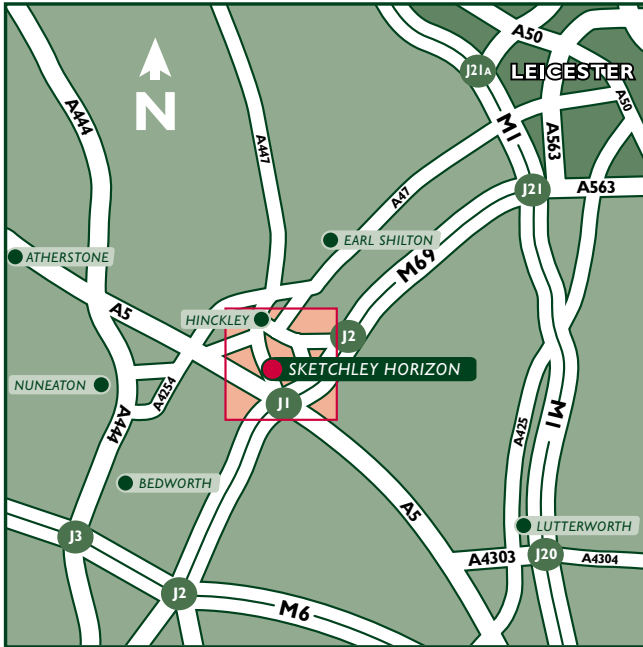 A50
J21A
LEICESTER
A50
A444
N
A447
M1
A563
A47
J21
A563
EARL SHILTON
ATHERSTONE
M69
A5
HINCKLEY
J2
SKETCHLEY HORIZON
NUNEATON
A4254
J1
A444
M1
A425
BEDWORTH
A5
LUTTERWORTH
J3
A4303
J20
A4304
J2
M6